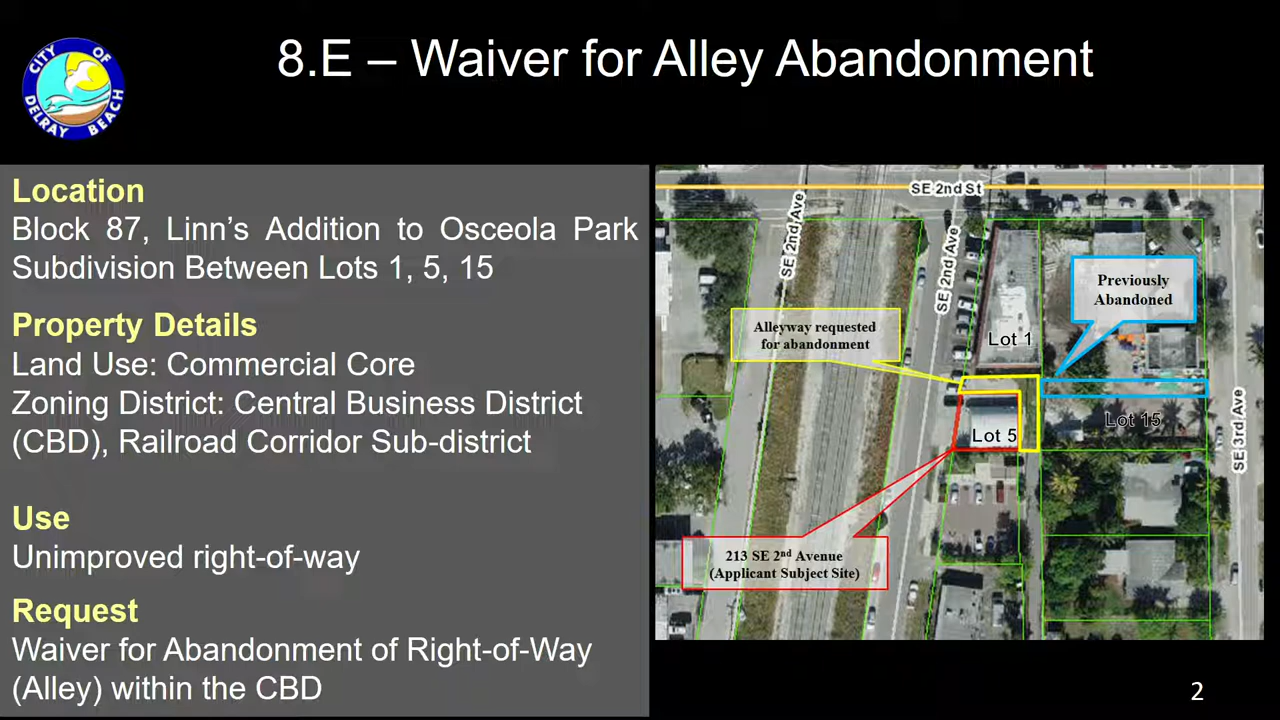 8.E – Waiver for Alley Abandonment
CITY OF
DELRAY BEACH
Location
Block 87, Linn’s Addition to Osceola Park
Subdivision Between Lots 1, 5, 15
Property Details
Land Use: Commercial Core
Zoning District: Central Business District
(CBD), Railroad Corridor Sub-district
Use
Unimproved right-of-way
Request
Waiver for Abandonment of Right-of-Way
(Alley) within the CBD
SE 2nd St
SE 2nd Ave
SE 2nd Ave
Previously
Abandoned
Alleyway requested
for abandonment
Lot 1
Lot 15
Lot 5
SE 3rd Ave
213 SE 2nd Avenue
(Applicant Subject Site)
2